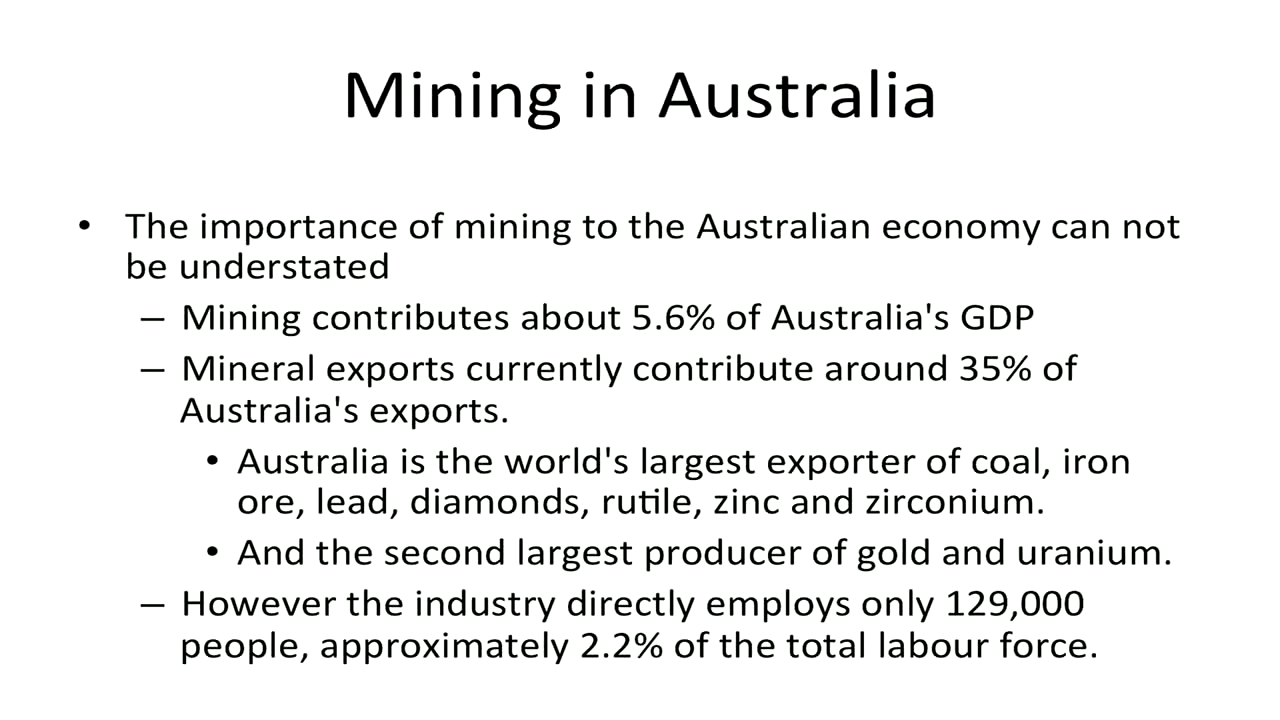 Mining in Australia
• The importance of mining to the Australian economy can not
be understated
– Mining contributes about 5.6% of Australia's GDP
– Mineral exports currently contribute around 35% of
Australia's exports.
• Australia is the world's largest exporter of coal, iron
ore, lead, diamonds, rutile, zinc and zirconium.
• And the second largest producer of gold and uranium.
– However the industry directly employs only 129,000
people, approximately 2.2% of the total labour force.